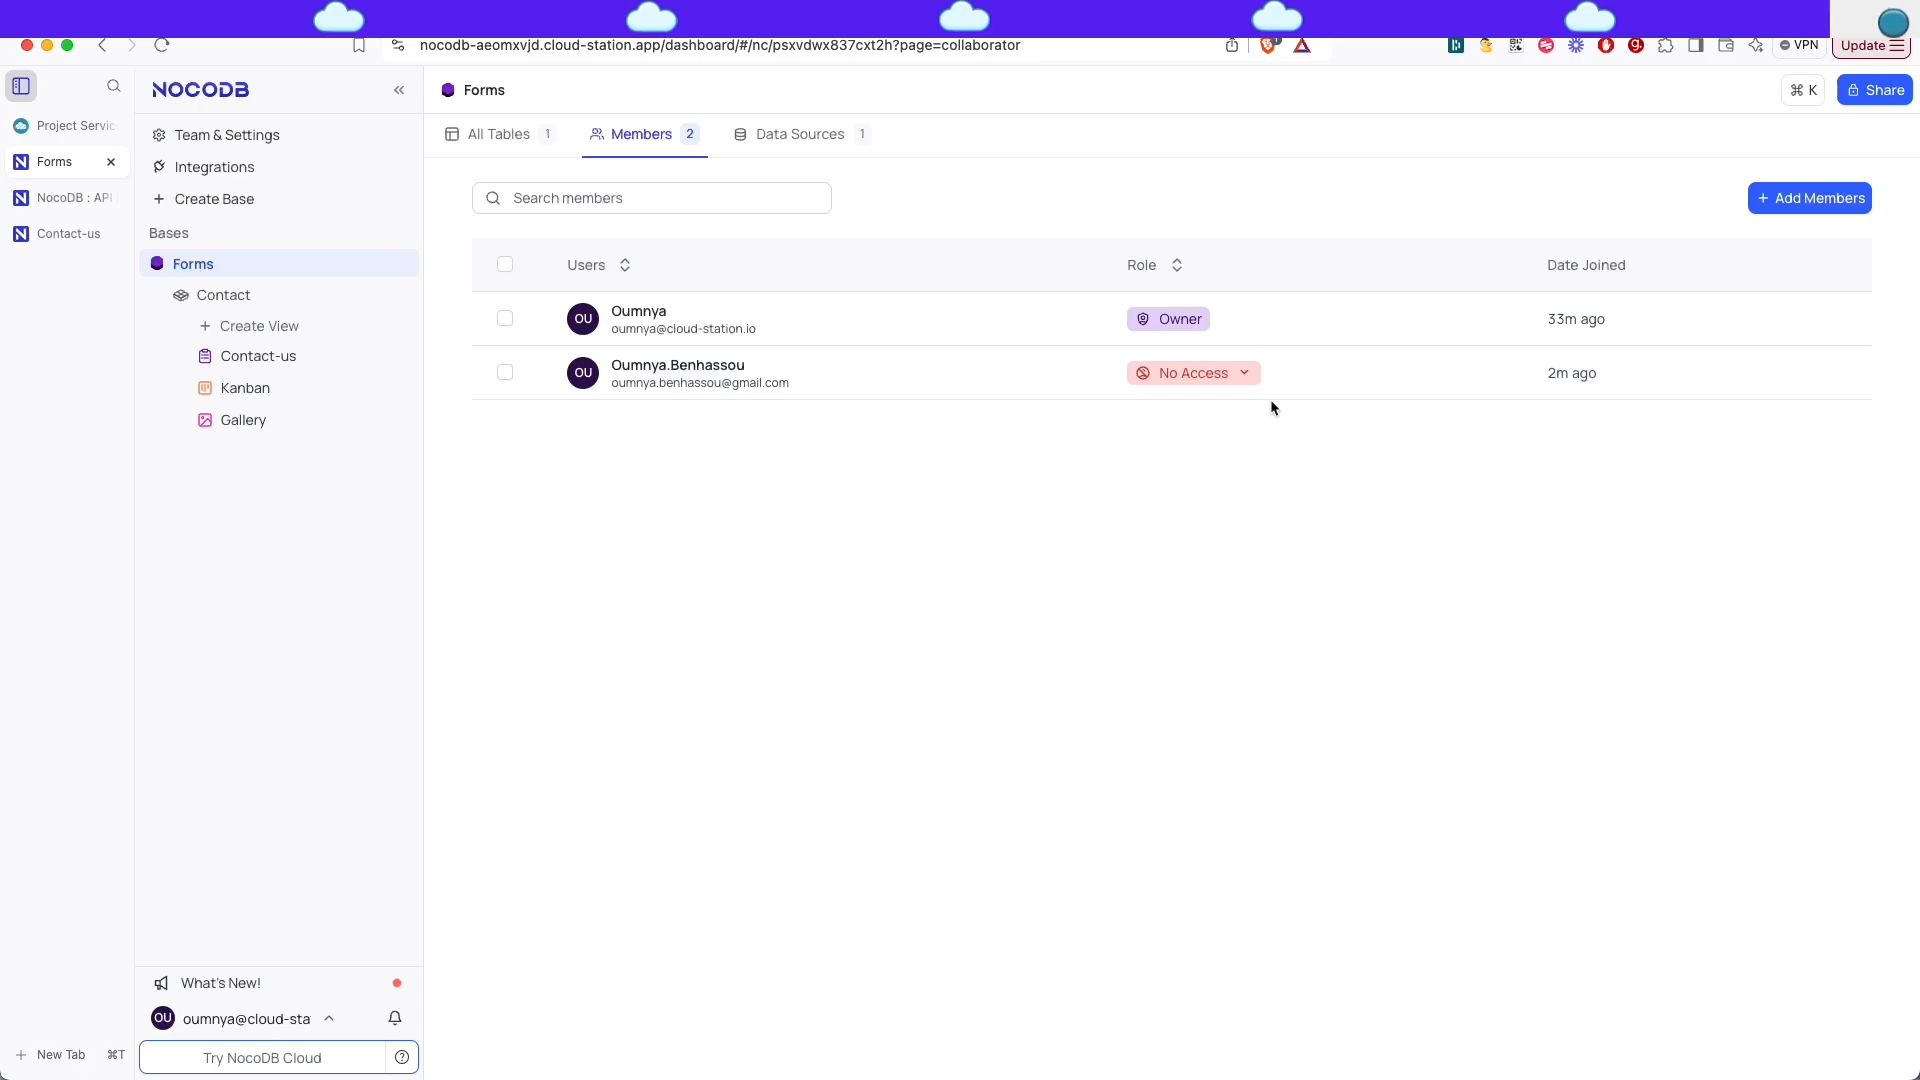 nocodb-aeomxvjd.cloud-station.app/dashboard/#/nc/psxvdwx837cxt2h?page=collaborator
VPN
Update
Project Servic
Forms
NocoDB : API
Contact-us
New Tab ⌘T
NOCODB
Team & Settings
Integrations
Create Base
Bases
Forms
Contact
Create View
Contact-us
Kanban
Gallery
What's New!
OU oumnya@cloud-sta
Try NocoDB Cloud
Forms
⌘ K
Share
All Tables 1
Members 2
Data Sources 1
Search members
+ Add Members
Users Role Date Joined
OU Oumnya
oumnya@cloud-station.io
Owner
33m ago
OU Oumnya.Benhassou
oumnya.benhassou@gmail.com
No Access
2m ago